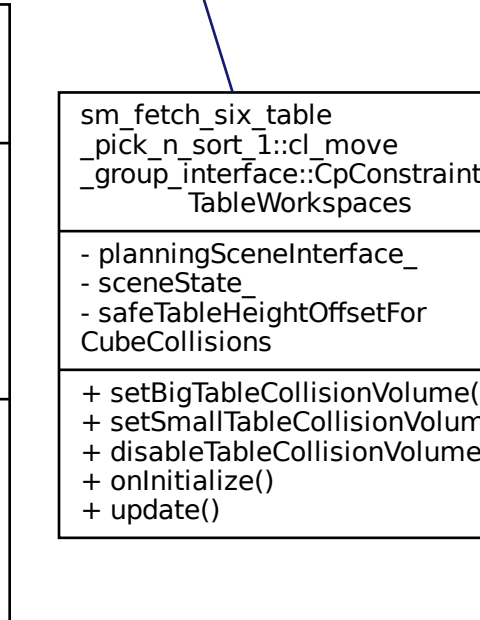 sm_fetch_six_table
_pick_n_sort_1::cl_move
_group_interface::CpConstraint
TableWorkspaces
- planningSceneInterface_
- sceneState_
- safeTableHeightOffsetFor
CubeCollisions
+ setBigTableCollisionVolume(
+ setSmallTableCollisionVolum
+ disableTableCollisionVolume
+ onInitialize()
+ update()